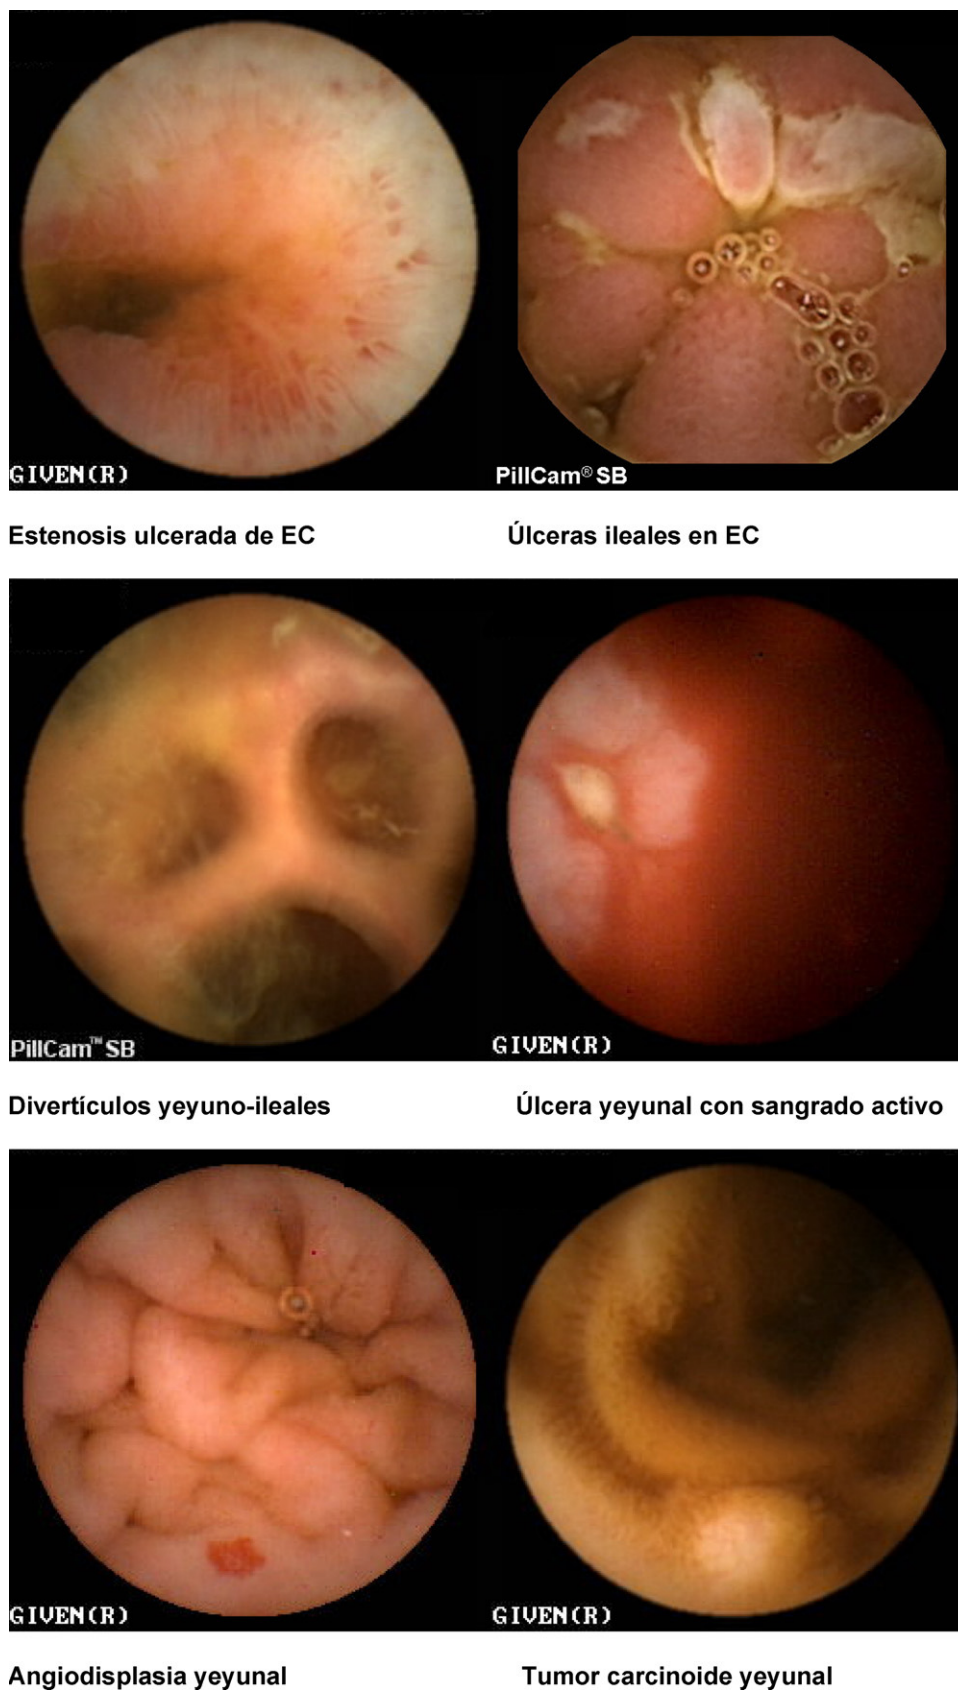 GIVEN(R)
PillCam® SB
Estenosis ulcerada de EC
Úlceras ileales en EC
PillCam™ SB
GIVEN(R)
Divertículos yeyuno-ileales
Úlcera yeyunal con sangrado activo
GIVEN(R)
GIVEN(R)
Angiodisplasia yeyunal
Tumor carcinoide yeyunal